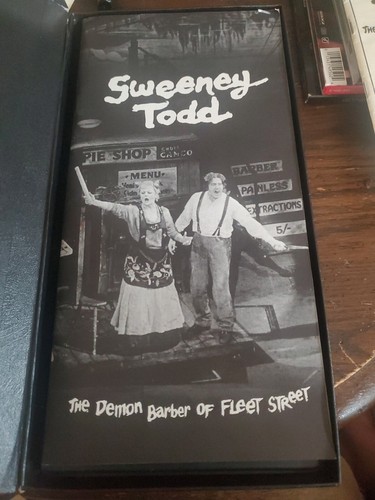 Sweeney
Todd
PIE SHOP
MENU
BARBER
PAINLESS
EXTRACTIONS
5/-
THE DEMON BARBER OF FLEET STREET